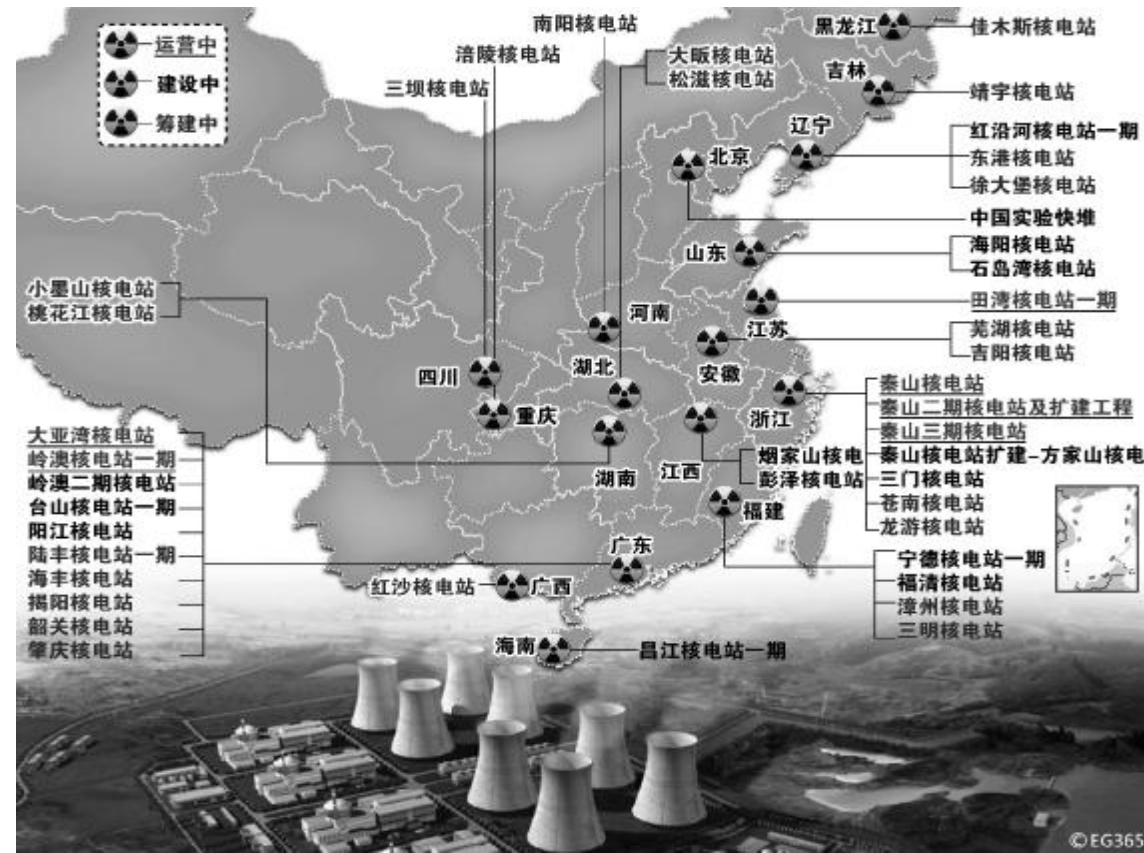 运营中
建设中
筹建中
南阳核电站
涪陵核电站
三坝核电站
大畈核电站
松滋核电站
黑龙江
佳木斯核电站
吉林
靖宇核电站
辽宁
红沿河核电站一期
东港核电站
徐大堡核电站
北京
中国实验快堆
山东
海阳核电站
石岛湾核电站
小墨山核电站
桃花江核电站
河南
江苏
田湾核电站一期
安徽
芜湖核电站
吉阳核电站
四川
湖北
重庆
浙江
秦山核电站
秦山二期核电站及扩建工程
秦山三期核电站
秦山核电站扩建-方家山核电
三门核电站
苍南核电站
龙游核电站
湖南
江西
烟家山核电
彭泽核电站
大亚湾核电站
岭澳核电站一期
岭澳二期核电站
台山核电站一期
阳江核电站
陆丰核电站一期
海丰核电站
揭阳核电站
韶关核电站
肇庆核电站
福建
宁德核电站一期
福清核电站
漳州核电站
三明核电站
广东
红沙核电站
广西
海南
昌江核电站一期
©EG365